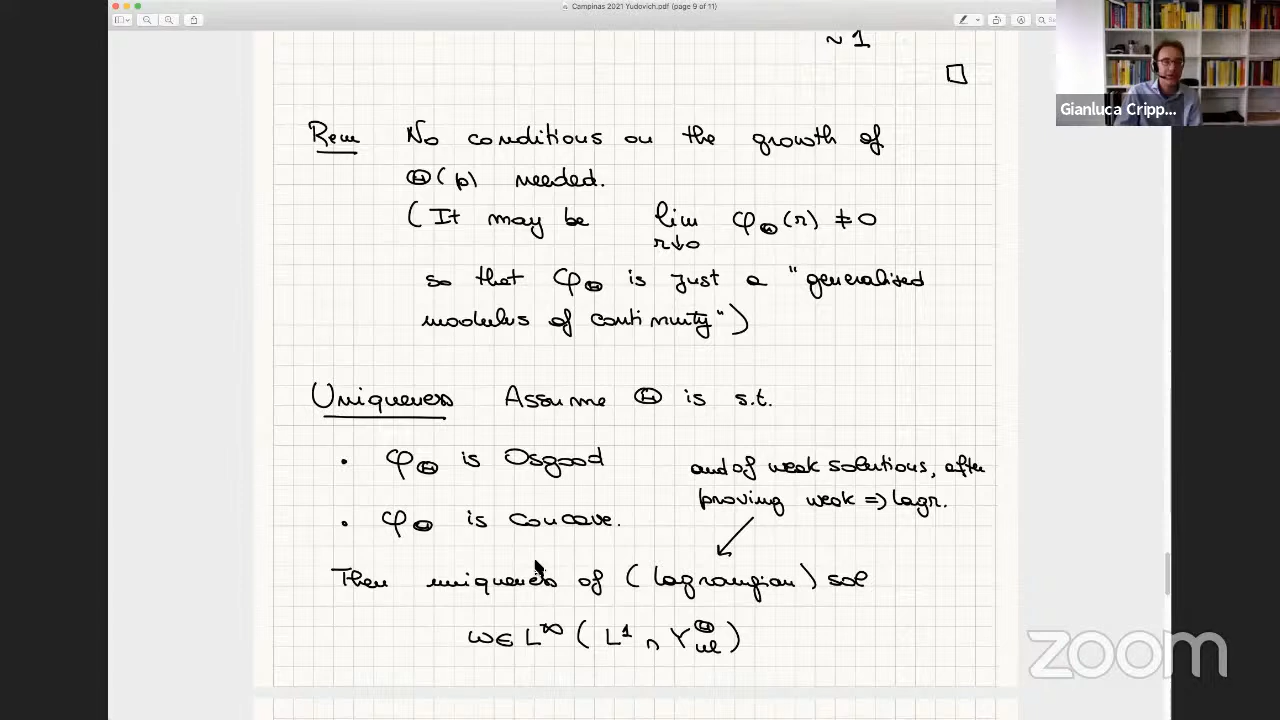 Campinas 2021 Yudovich.pdf (page 9 of 11)
~ 1
Gianluca Cripp...
Rem No conditions on the growth of
Θ(p) needed.
(It may be lim φ_Θ(r) ≠ 0
r↓0
so that φ_Θ is just a "generalized
modulus of continuity")
Uniqueness Assume Θ is s.t.
• φ_Θ is Osgood
• φ_Θ is concave.
and of weak solutions, after
proving weak => lagr.
Then uniqueness of (lagrangian) sol
ω ∈ L^∞ ( L^1 ∩ Y_ul^Θ )
zoom